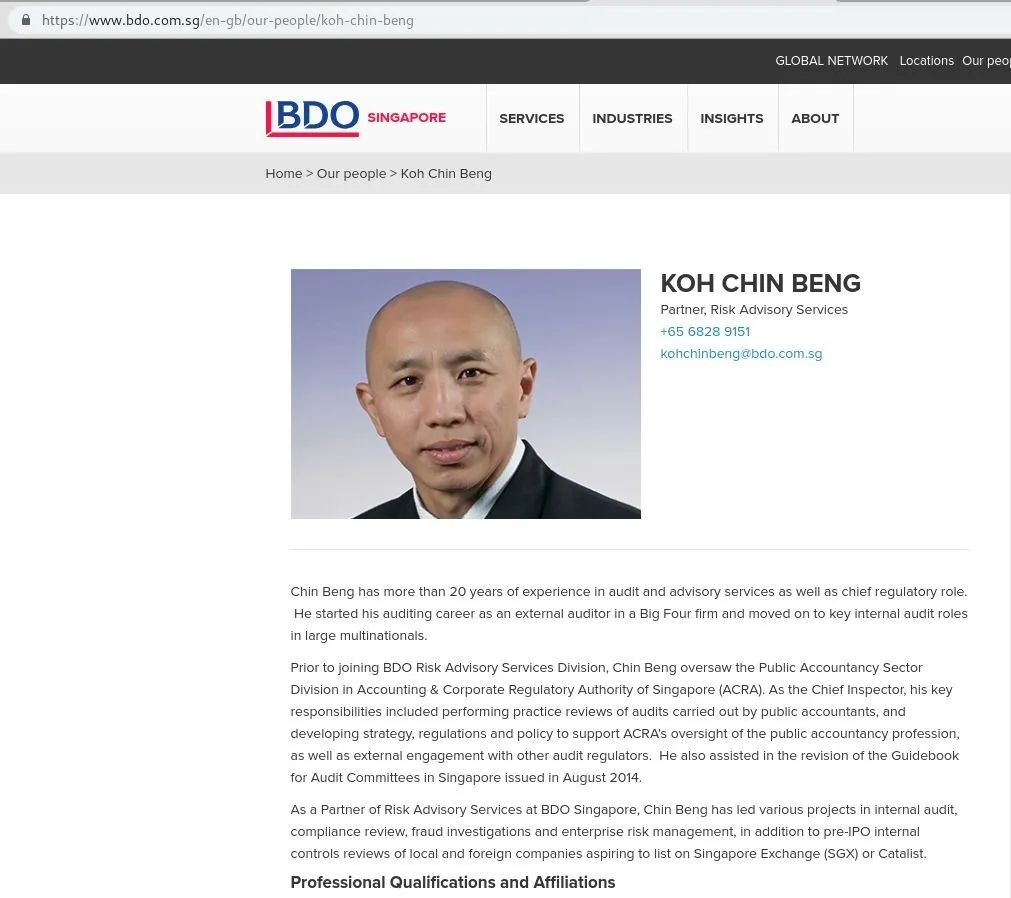 https://www.bdo.com.sg/en-gb/our-people/koh-chin-beng
GLOBAL NETWORK Locations Our peop
BDO SINGAPORE SERVICES INDUSTRIES INSIGHTS ABOUT
Home > Our people > Koh Chin Beng
KOH CHIN BENG
Partner, Risk Advisory Services
+65 6828 9151
kohchinbeng@bdo.com.sg
Chin Beng has more than 20 years of experience in audit and advisory services as well as chief regulatory role.
He started his auditing career as an external auditor in a Big Four firm and moved on to key internal audit roles
in large multinationals.
Prior to joining BDO Risk Advisory Services Division, Chin Beng oversaw the Public Accountancy Sector
Division in Accounting & Corporate Regulatory Authority of Singapore (ACRA). As the Chief Inspector, his key
responsibilities included performing practice reviews of audits carried out by public accountants, and
developing strategy, regulations and policy to support ACRA's oversight of the public accountancy profession,
as well as external engagement with other audit regulators.  He also assisted in the revision of the Guidebook
for Audit Committees in Singapore issued in August 2014.
As a Partner of Risk Advisory Services at BDO Singapore, Chin Beng has led various projects in internal audit,
compliance review, fraud investigations and enterprise risk management, in addition to pre-IPO internal
controls reviews of local and foreign companies aspiring to list on Singapore Exchange (SGX) or Catalist.
Professional Qualifications and Affiliations